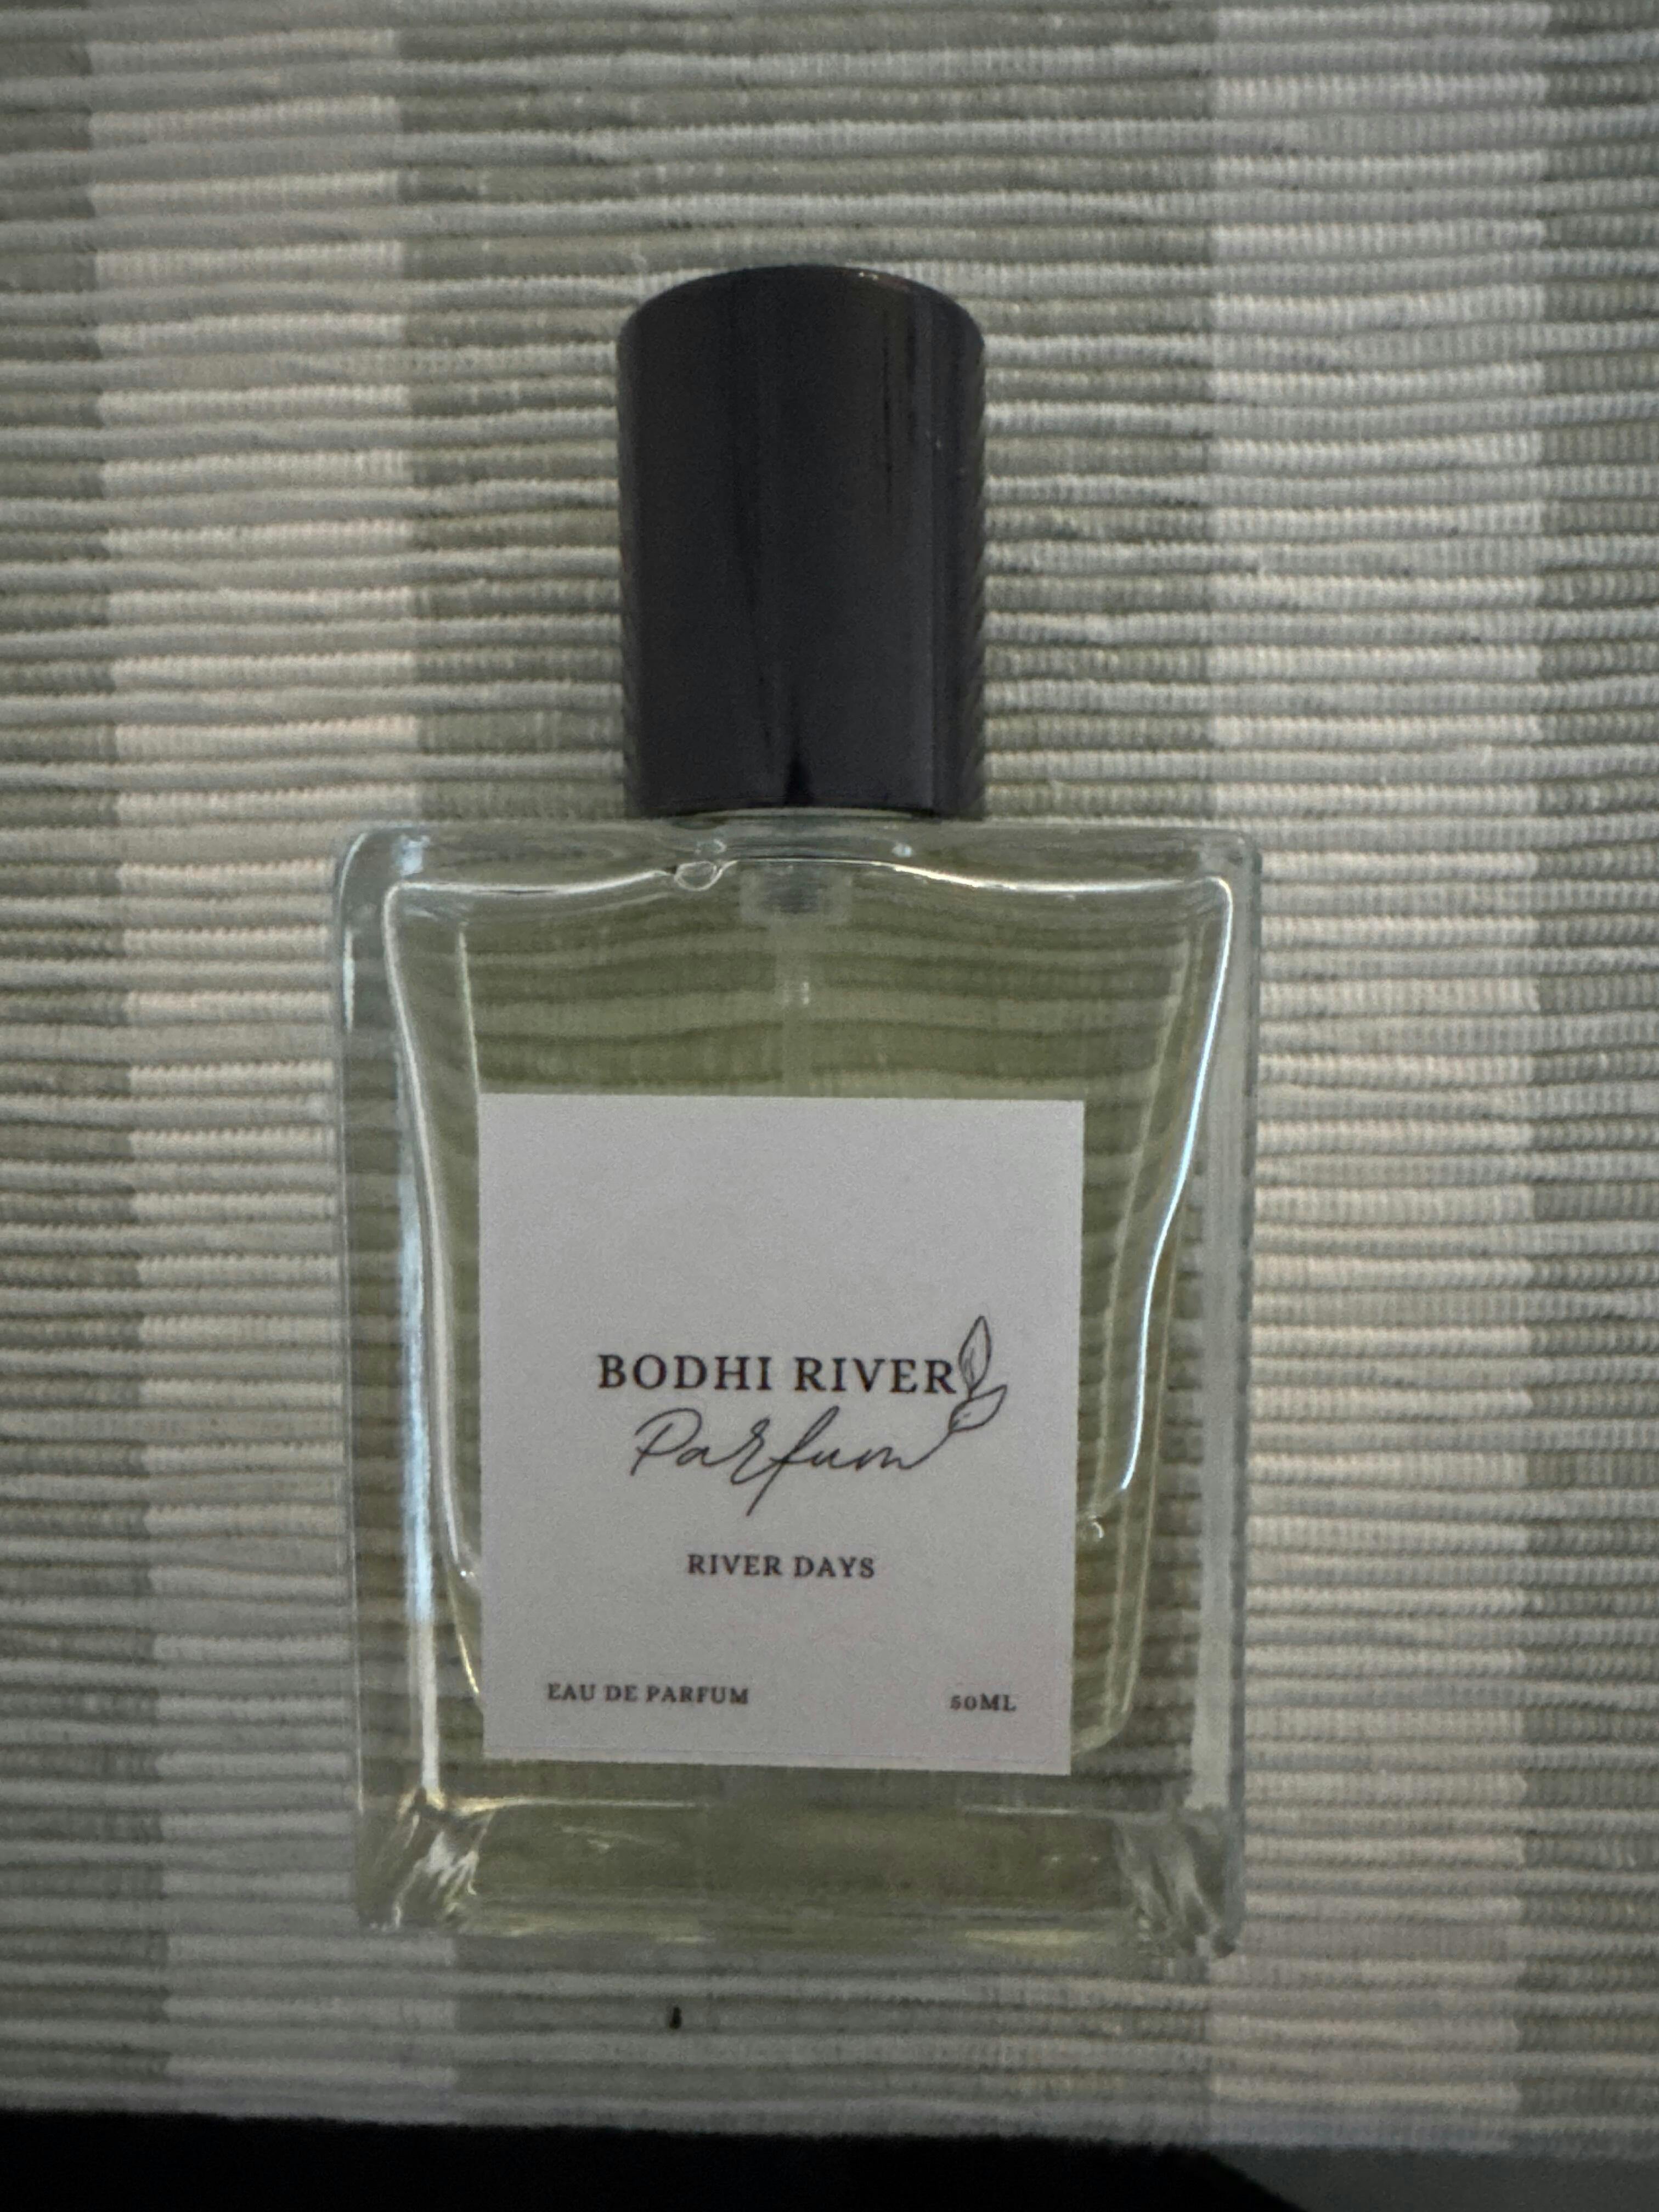 BODHI RIVER
Parfum
RIVER DAYS
EAU DE PARFUM
50ML